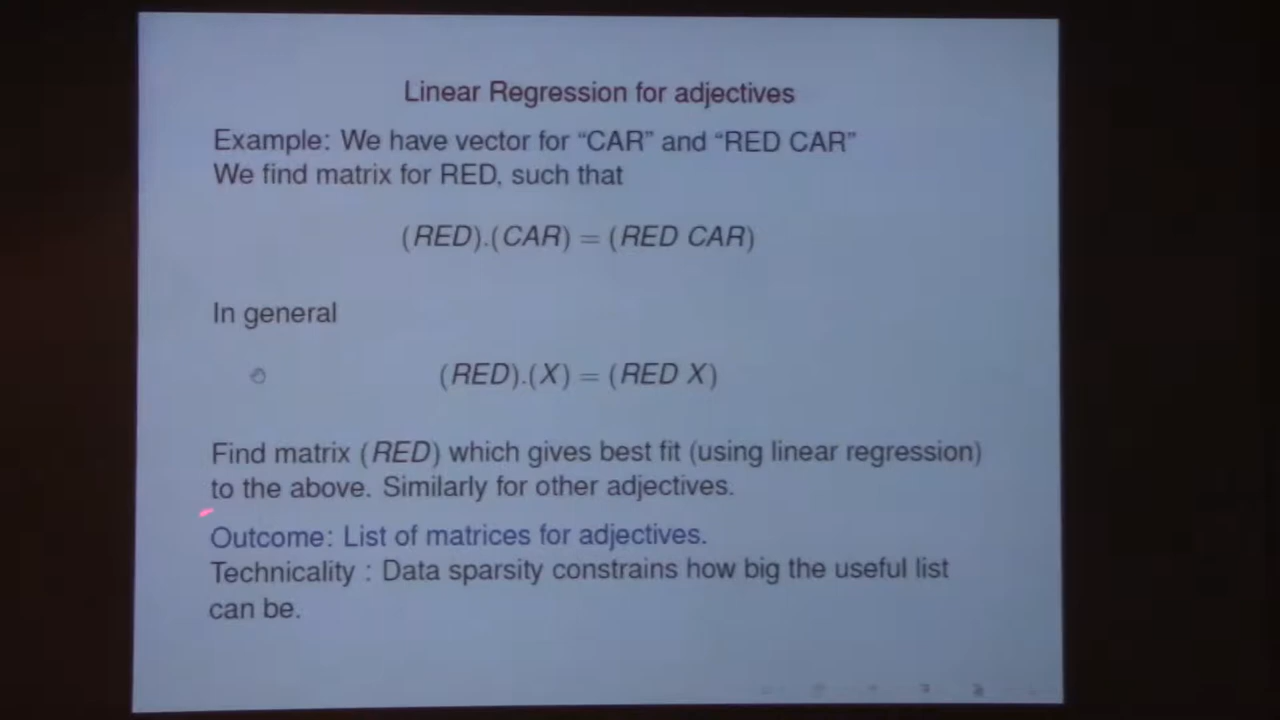 Linear Regression for adjectives
Example: We have vector for “CAR” and “RED CAR”
We find matrix for RED, such that
(RED).(CAR) = (RED CAR)
In general
(RED).(X) = (RED X)
Find matrix (RED) which gives best fit (using linear regression)
to the above. Similarly for other adjectives.
Outcome: List of matrices for adjectives.
Technicality : Data sparsity constrains how big the useful list
can be.